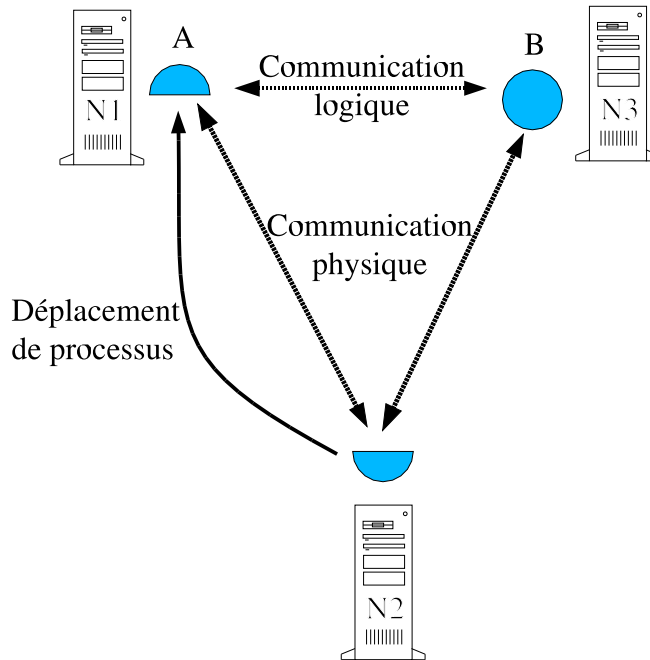 A
B
Communication
logique
N1
N3
Communication
physique
Déplacement
de processus
N2